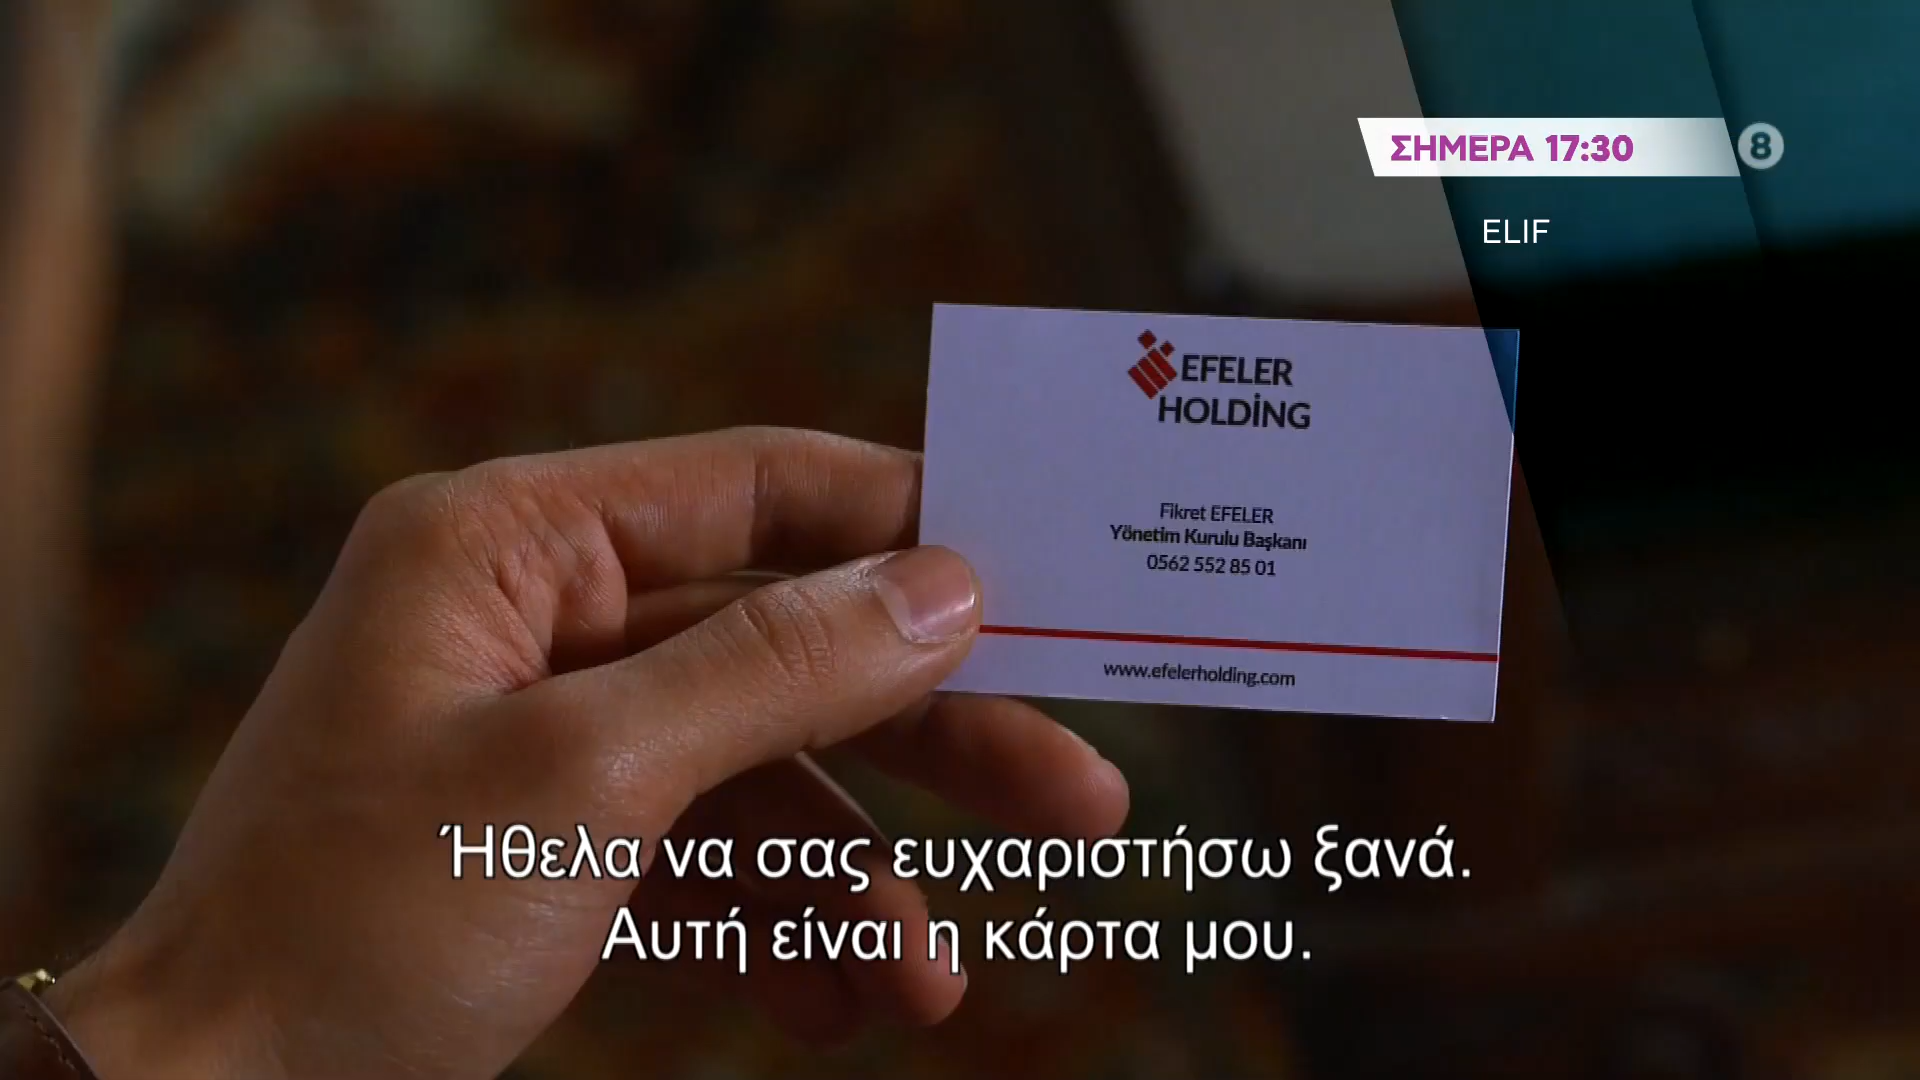 ΣΗΜΕΡΑ 17:30
8
ELIF
EFELER
HOLDİNG
Fikret EFELER
Yönetim Kurulu Başkanı
0562 552 85 01
www.efelerholding.com
Ήθελα να σας ευχαριστήσω ξανά.
Αυτή είναι η κάρτα μου.